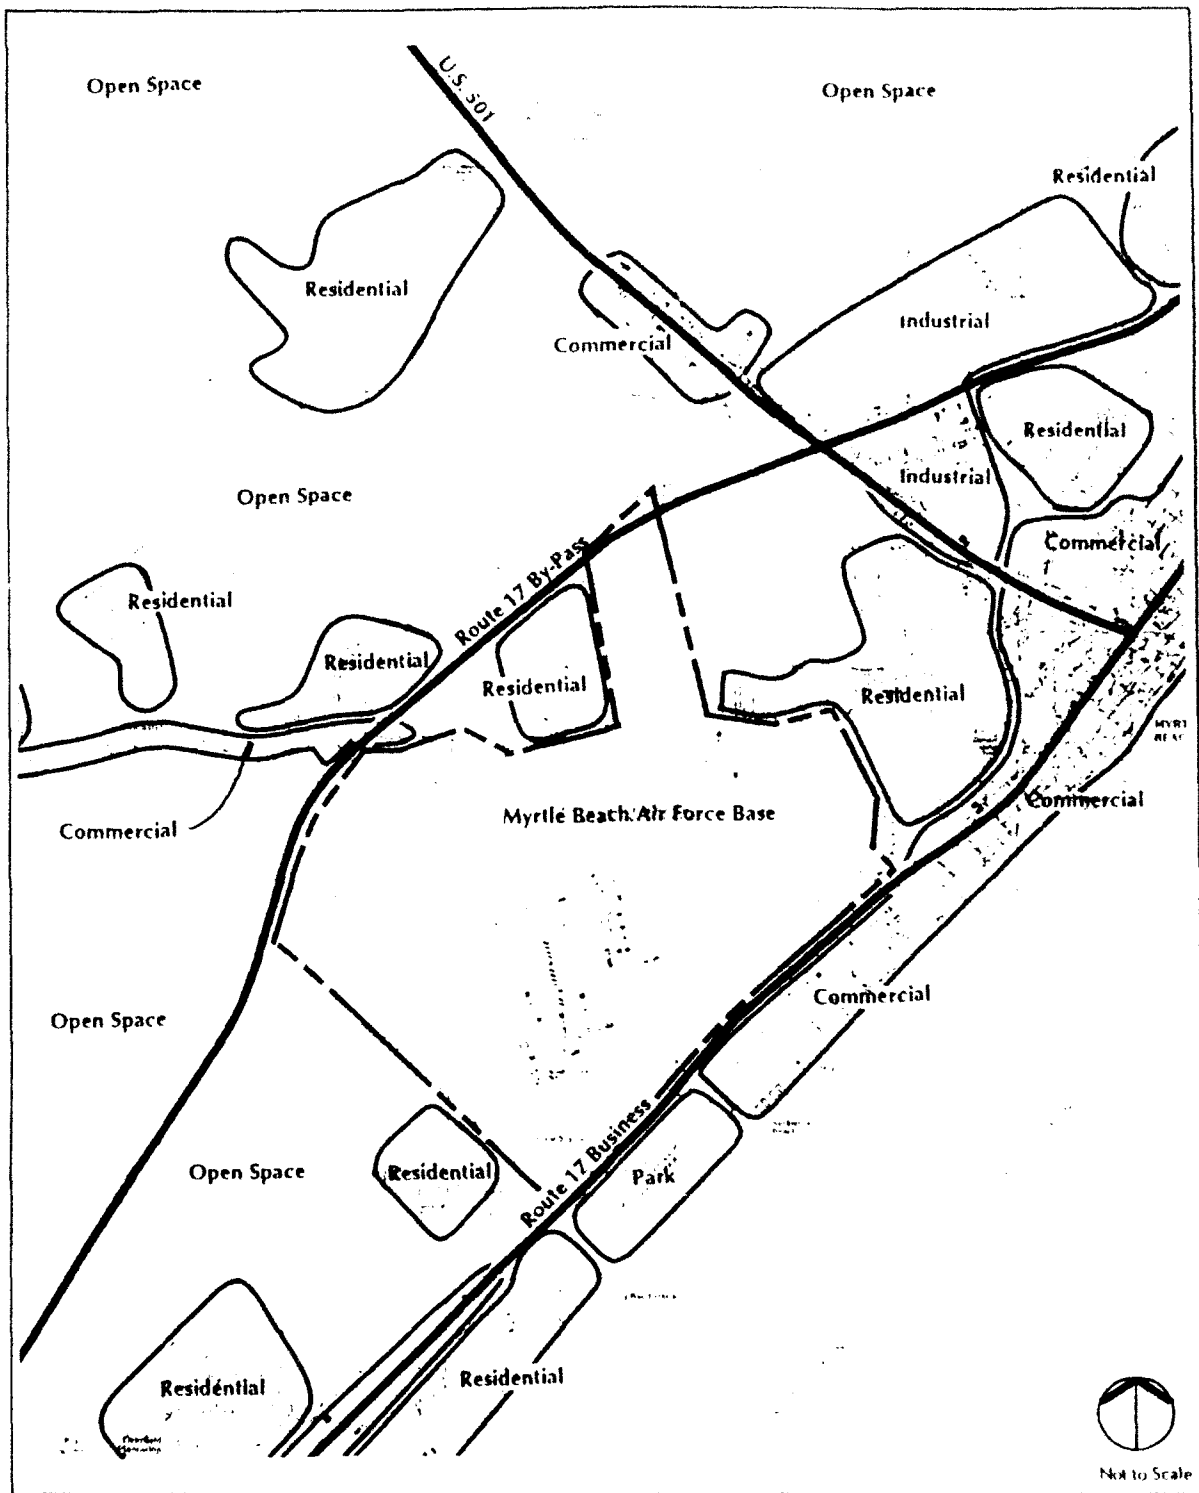 Open Space
U.S. 501
Open Space
Residential
Residential
Industrial
Commercial
Residential
Industrial
Open Space
Commercial
Route 17 By-Pass
Residential
Residential
Residential
Residential
Commercial
Myrtle Beach Air Force Base
Commercial
Commercial
Open Space
Route 17 Business
Open Space
Residential
Park
Residential
Residential
Not to Scale